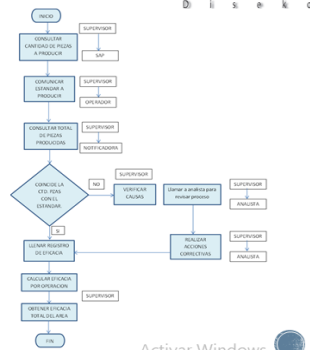 D i s e
INICIO
CONSULTAR
CANTIDAD DE PIEZAS
A PRODUCIR
SUPERVISOR
SAP
COMUNICAR
ESTANDAR A
PRODUCIR
SUPERVISOR
OPERADOR
CONSULTAR TOTAL
DE PIEZAS
PRODUCIDAS
SUPERVISOR
NOTIFICADORA
COINCIDE LA
CTD. PZAS
CON EL
ESTANDAR
NO
SUPERVISOR
VERIFICAR
CAUSAS
Llamar a analista para
revisar proceso
SUPERVISOR
ANALISTA
SI
LLENAR REGISTRO
DE EFICACIA
REALIZAR
ACCIONES
CORRECTIVAS
SUPERVISOR
ANALISTA
CALCULAR EFICACIA
POR OPERACION
SUPERVISOR
OBTENER EFICACIA
TOTAL DEL ÁREA
FIN
Activar Windows